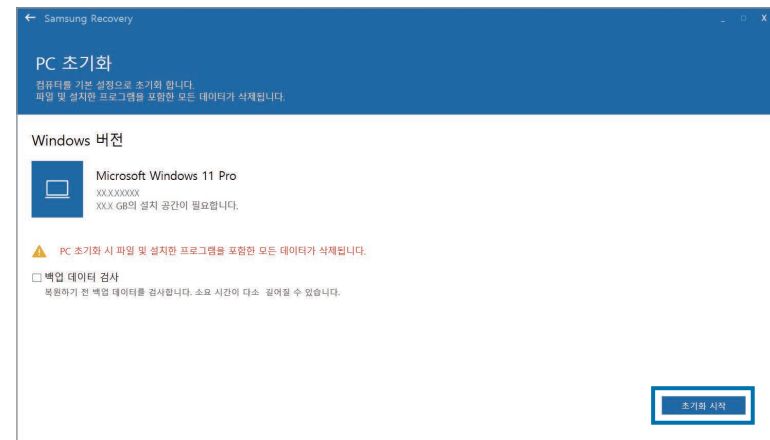 ← Samsung Recovery
PC 초기화
컴퓨터를 기본 설정으로 초기화 합니다.
파일 및 설치한 프로그램을 포함한 모든 데이터가 삭제됩니다.
Windows 버전
Microsoft Windows 11 Pro
XX.X.XXXXX
XX.X GB의 설치 공간이 필요합니다.
PC 초기화 시 파일 및 설치한 프로그램을 포함한 모든 데이터가 삭제됩니다.
백업 데이터 검사
복원하기 전 백업 데이터를 검사합니다. 소요 시간이 다소 길어질 수 있습니다.
초기화 시작